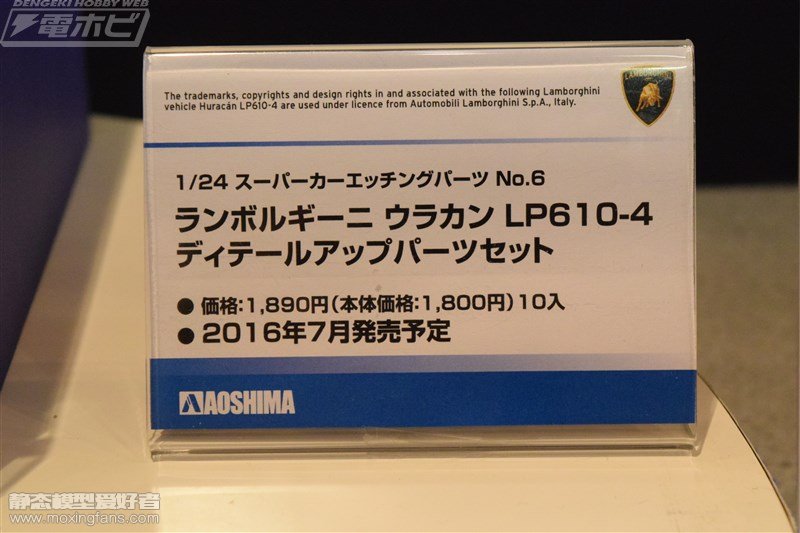 DENGEKI HOBBY WEB
電ホビ
The trademarks, copyrights and design rights in and associated with the following Lamborghini
vehicle Huracán LP610-4 are used under licence from Automobili Lamborghini S.p.A., Italy.
LAMBORGHINI
1/24 スーパーカーエッチングパーツ No.6
ランボルギーニ ウラカン LP610-4
ディテールアップパーツセット
● 価格:1,890円(本体価格:1,800円)10入
● 2016年7月発売予定
AOSHIMA
静态模型爱好者
www.moxingfans.com